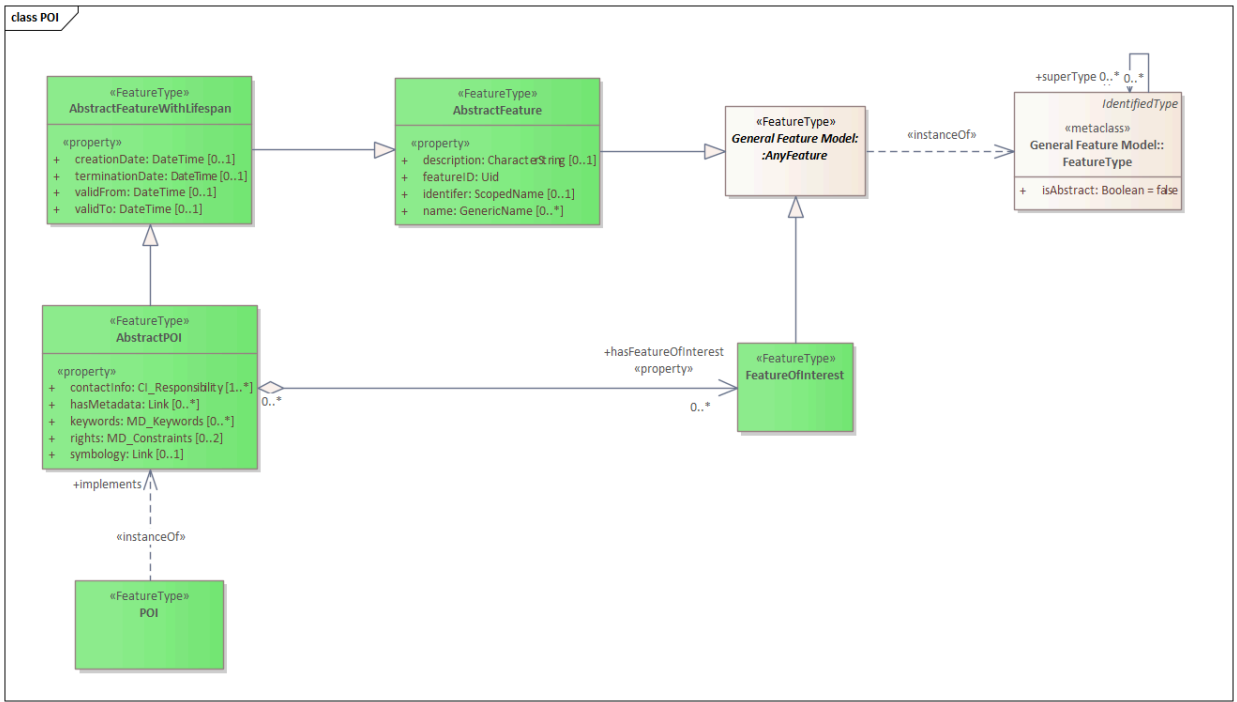 class POI
«FeatureType»
AbstractFeatureWithLifespan
«property»
+ creationDate: DateTime [0..1]
+ terminationDate: DateTime [0..1]
+ validFrom: DateTime [0..1]
+ validTo: DateTime [0..1]
«FeatureType»
AbstractFeature
«property»
+ description: CharacterString [0..1]
+ featureID: Uid
+ identifer: ScopedName [0..1]
+ name: GenericName [0..*]
«FeatureType»
General Feature Model:
:AnyFeature
«instanceOf»
+superType 0..* 0..*
IdentifiedType
«metaclass»
General Feature Model::
FeatureType
+ isAbstract: Boolean = false
«FeatureType»
AbstractPOI
«property»
+ contactInfo: CI_Responsibility [1..*]
+ hasMetadata: Link [0..*]
+ keywords: MD_Keywords [0..*]
+ rights: MD_Constraints [0..2]
+ symbology: Link [0..1]
0..*
+hasFeatureOfInterest
«property»
0..*
«FeatureType»
FeatureOfInterest
+implements
«instanceOf»
«FeatureType»
POI